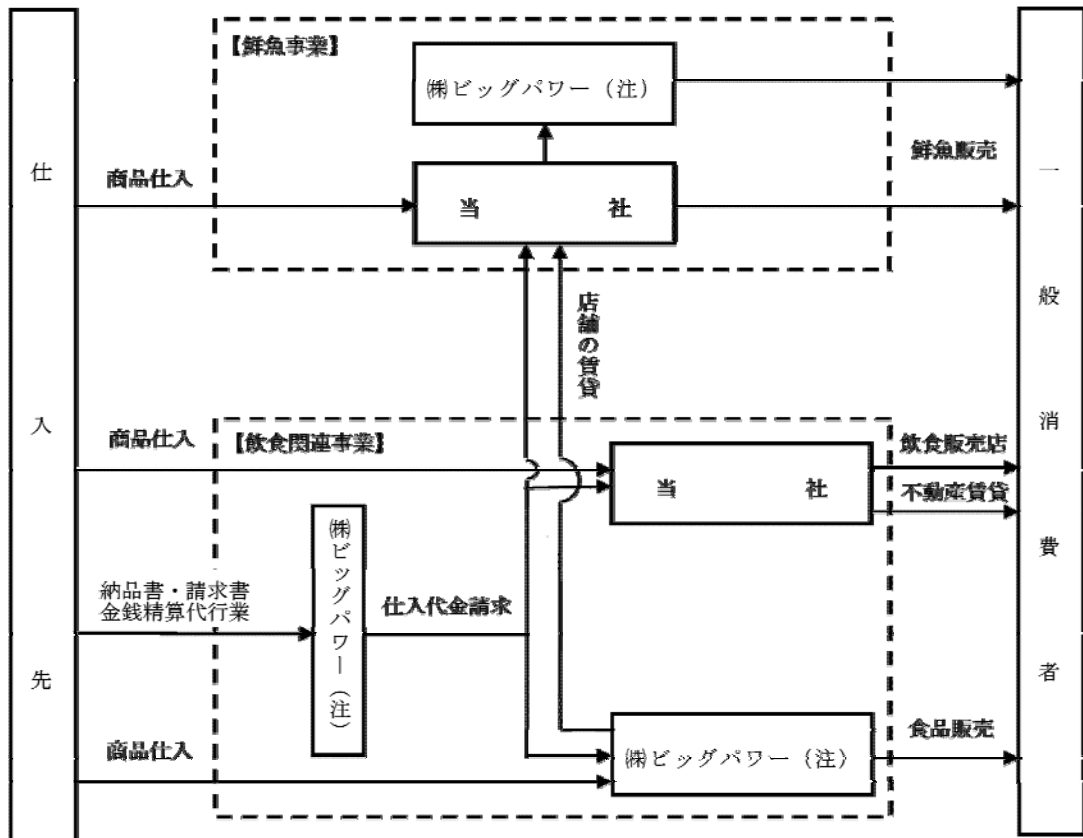 仕入先
【鮮魚事業】
㈱ビッグパワー（注）
商品仕入
当社
鮮魚販売
一般消費者
店舗の賃貸
商品仕入
【飲食関連事業】
当社
飲食販売店
不動産賃貸
納品書・請求書
金銭精算代行業
㈱ビッグパワー（注）
仕入代金請求
商品仕入
㈱ビッグパワー（注）
食品販売